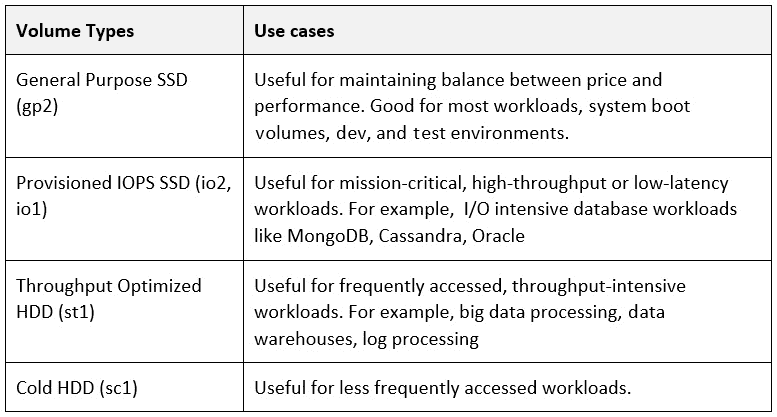 Volume Types
Use cases
General Purpose SSD
(gp2)
Useful for maintaining balance between price and
performance. Good for most workloads, system boot
volumes, dev, and test environments.
Provisioned IOPS SSD (io2,
io1)
Useful for mission-critical, high-throughput or low-latency
workloads. For example,  I/O intensive database workloads
like MongoDB, Cassandra, Oracle
Throughput Optimized
HDD (st1)
Useful for frequently accessed, throughput-intensive
workloads. For example, big data processing, data
warehouses, log processing
Cold HDD (sc1)
Useful for less frequently accessed workloads.